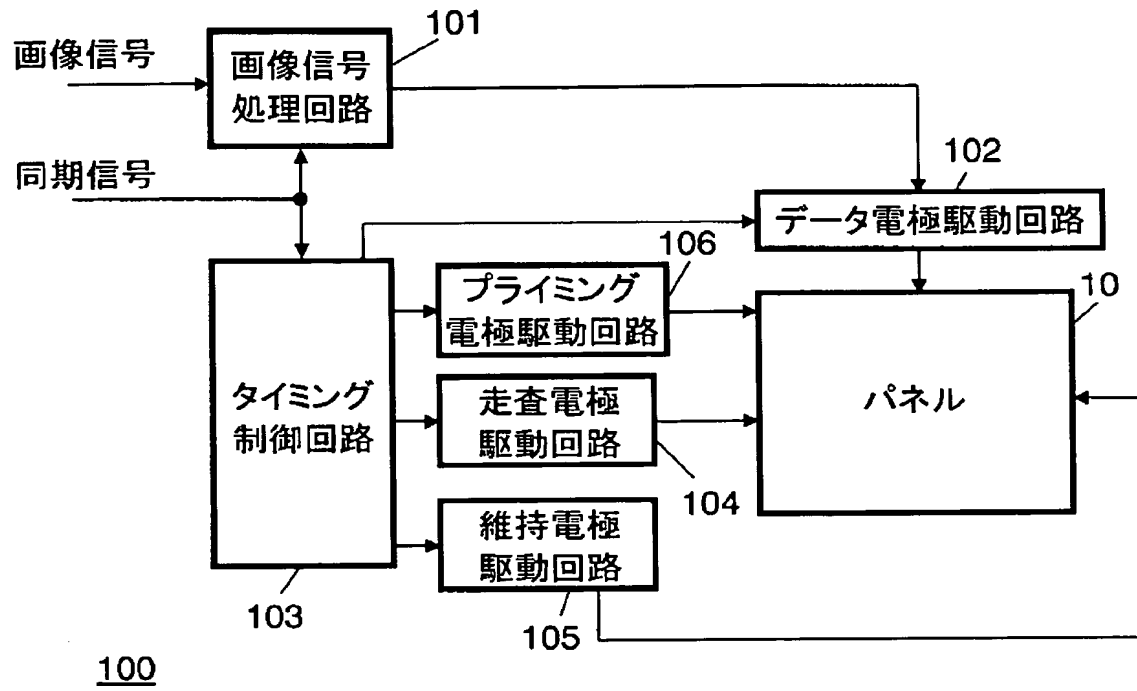 101
画像信号
画像信号
処理回路
同期信号
102
データ電極駆動回路
106
プライミング
電極駆動回路
10
パネル
タイミング
制御回路
走査電極
駆動回路
104
維持電極
駆動回路
103
105
100